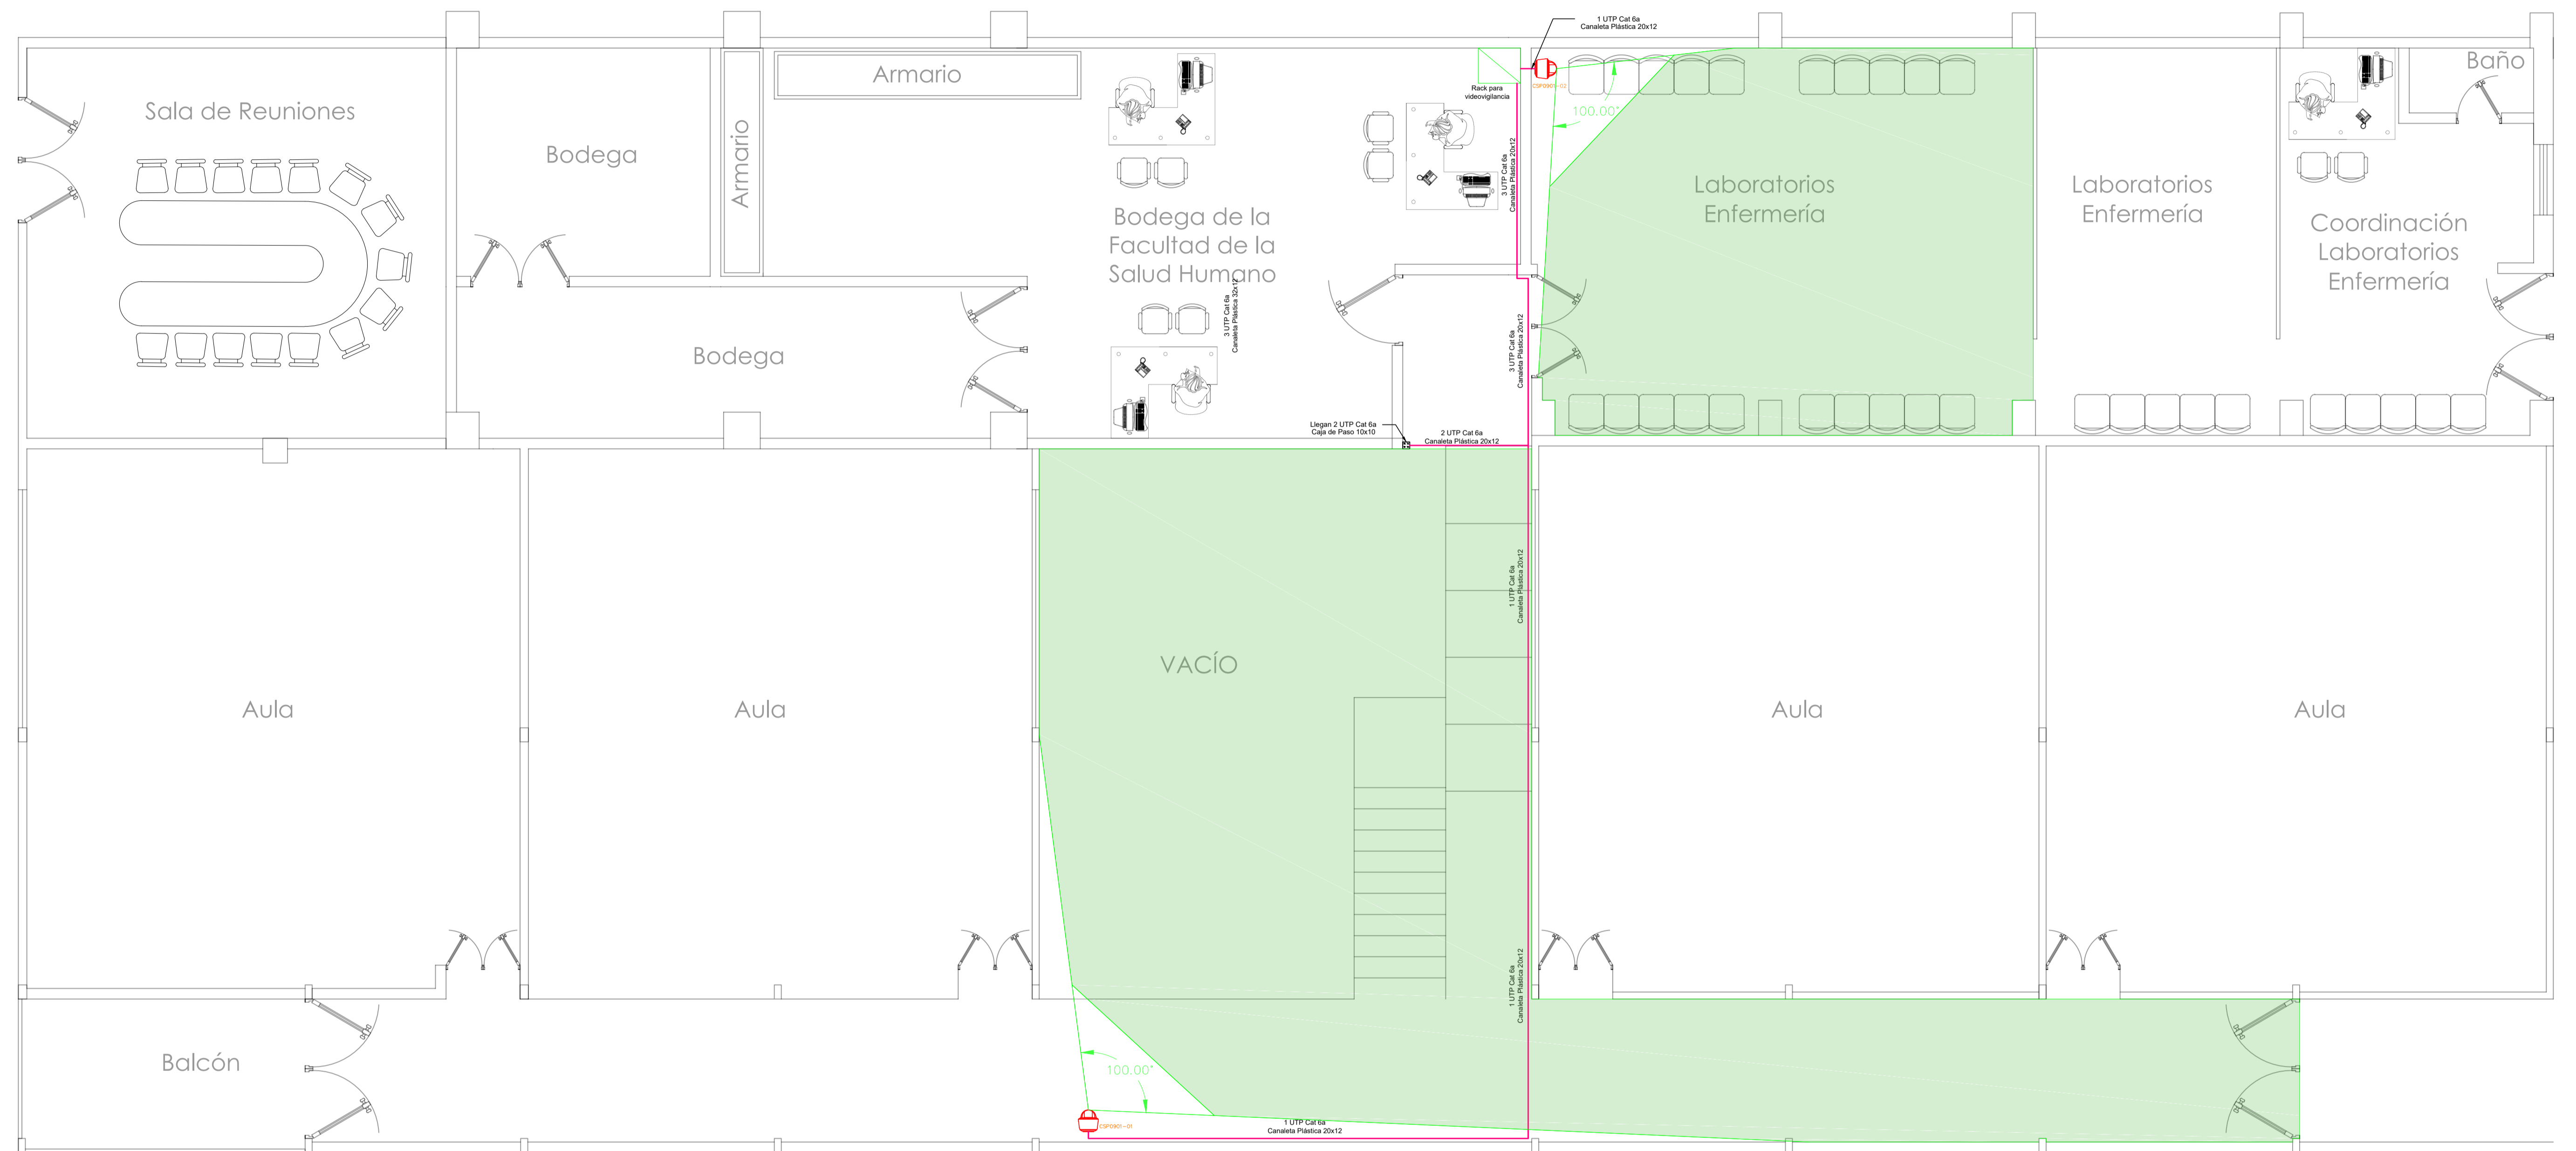 1 UTP Cat 6a
Canaleta Plástica 20x12
Baño
Armario
Sala de Reuniones
Rack para
videovigilancia
CSP0901-02
100.00°
Armario
Bodega
3 UTP Cat 6a
Canaleta Plástica 20x12
Laboratorios
Enfermería
Laboratorios
Enfermería
Bodega de la
Facultad de la
Salud Humano
Coordinación
Laboratorios
Enfermería
3 UTP Cat 6a
Canaleta Plástica 32x12
3 UTP Cat 6a
Canaleta Plástica 20x12
Bodega
Llegan 2 UTP Cat 6a
Caja de Paso 10x10
2 UTP Cat 6a
Canaleta Plástica 20x12
1 UTP Cat 6a
Canaleta Plástica 20x12
VACÍO
Aula
Aula
Aula
Aula
1 UTP Cat 6a
Canaleta Plástica 20x12
Balcón
100.00°
CSP0901-01
1 UTP Cat 6a
Canaleta Plástica 20x12